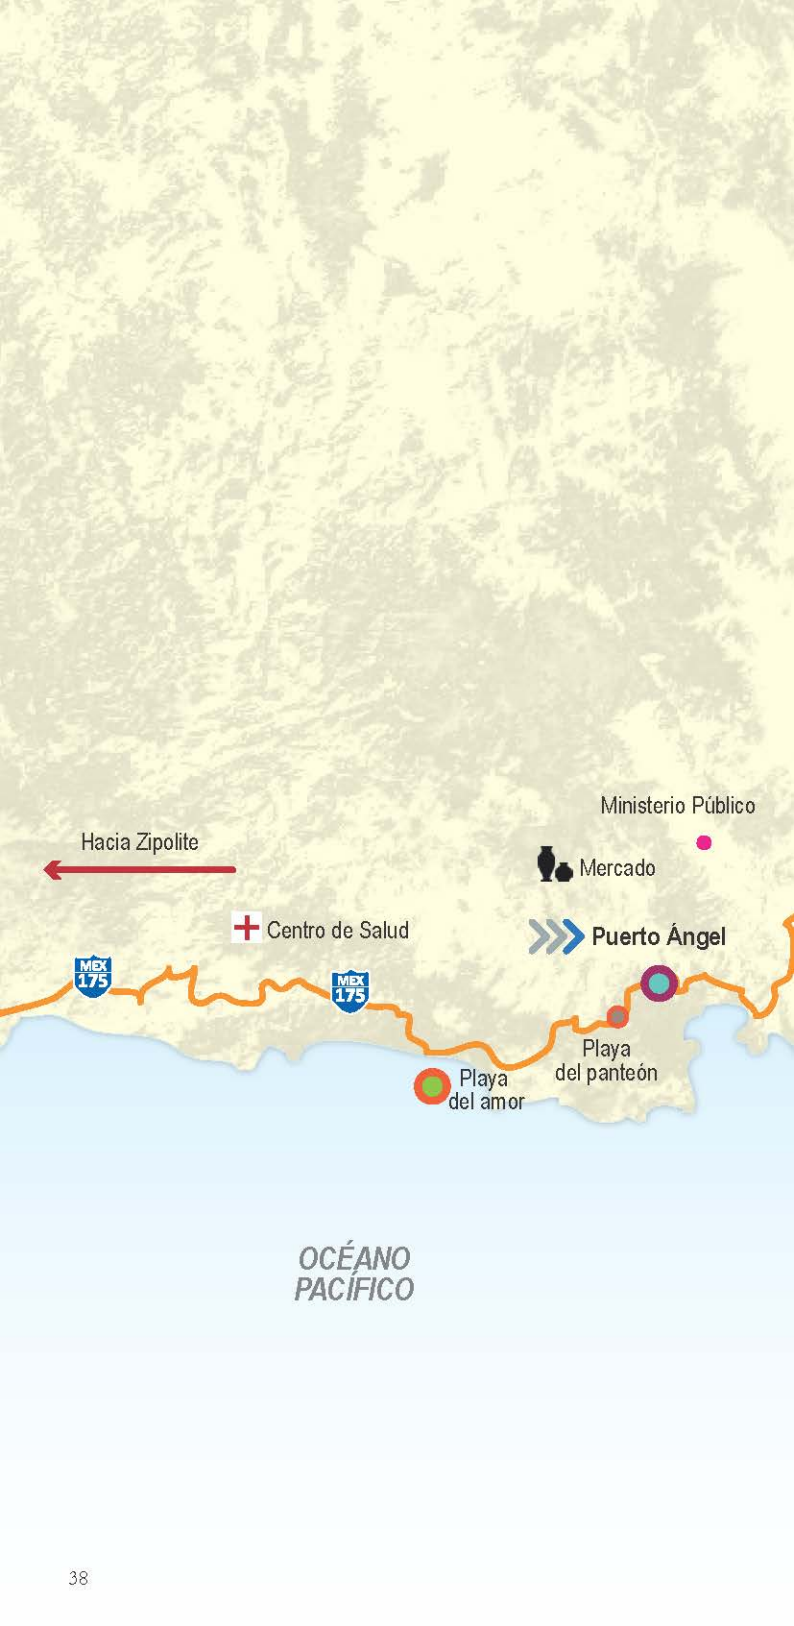 Ministerio Público
Hacia Zipolite
Mercado
Centro de Salud
Puerto Ángel
MEX
175
MEX
175
Playa
del panteón
Playa
del amor
OCÉANO
PACÍFICO
38